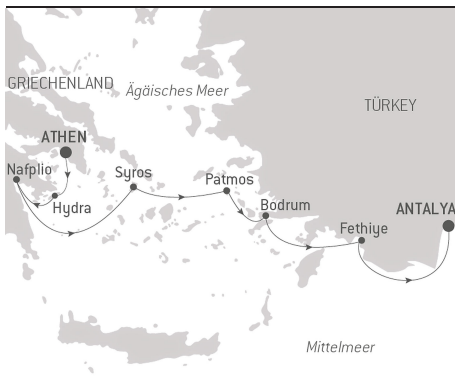 GRIECHENLAND
Ägäisches Meer
TÜRKEY
ATHEN
Nafplio
Hydra
Syros
Patmos
Bodrum
Fethiye
ANTALYA
Mittelmeer